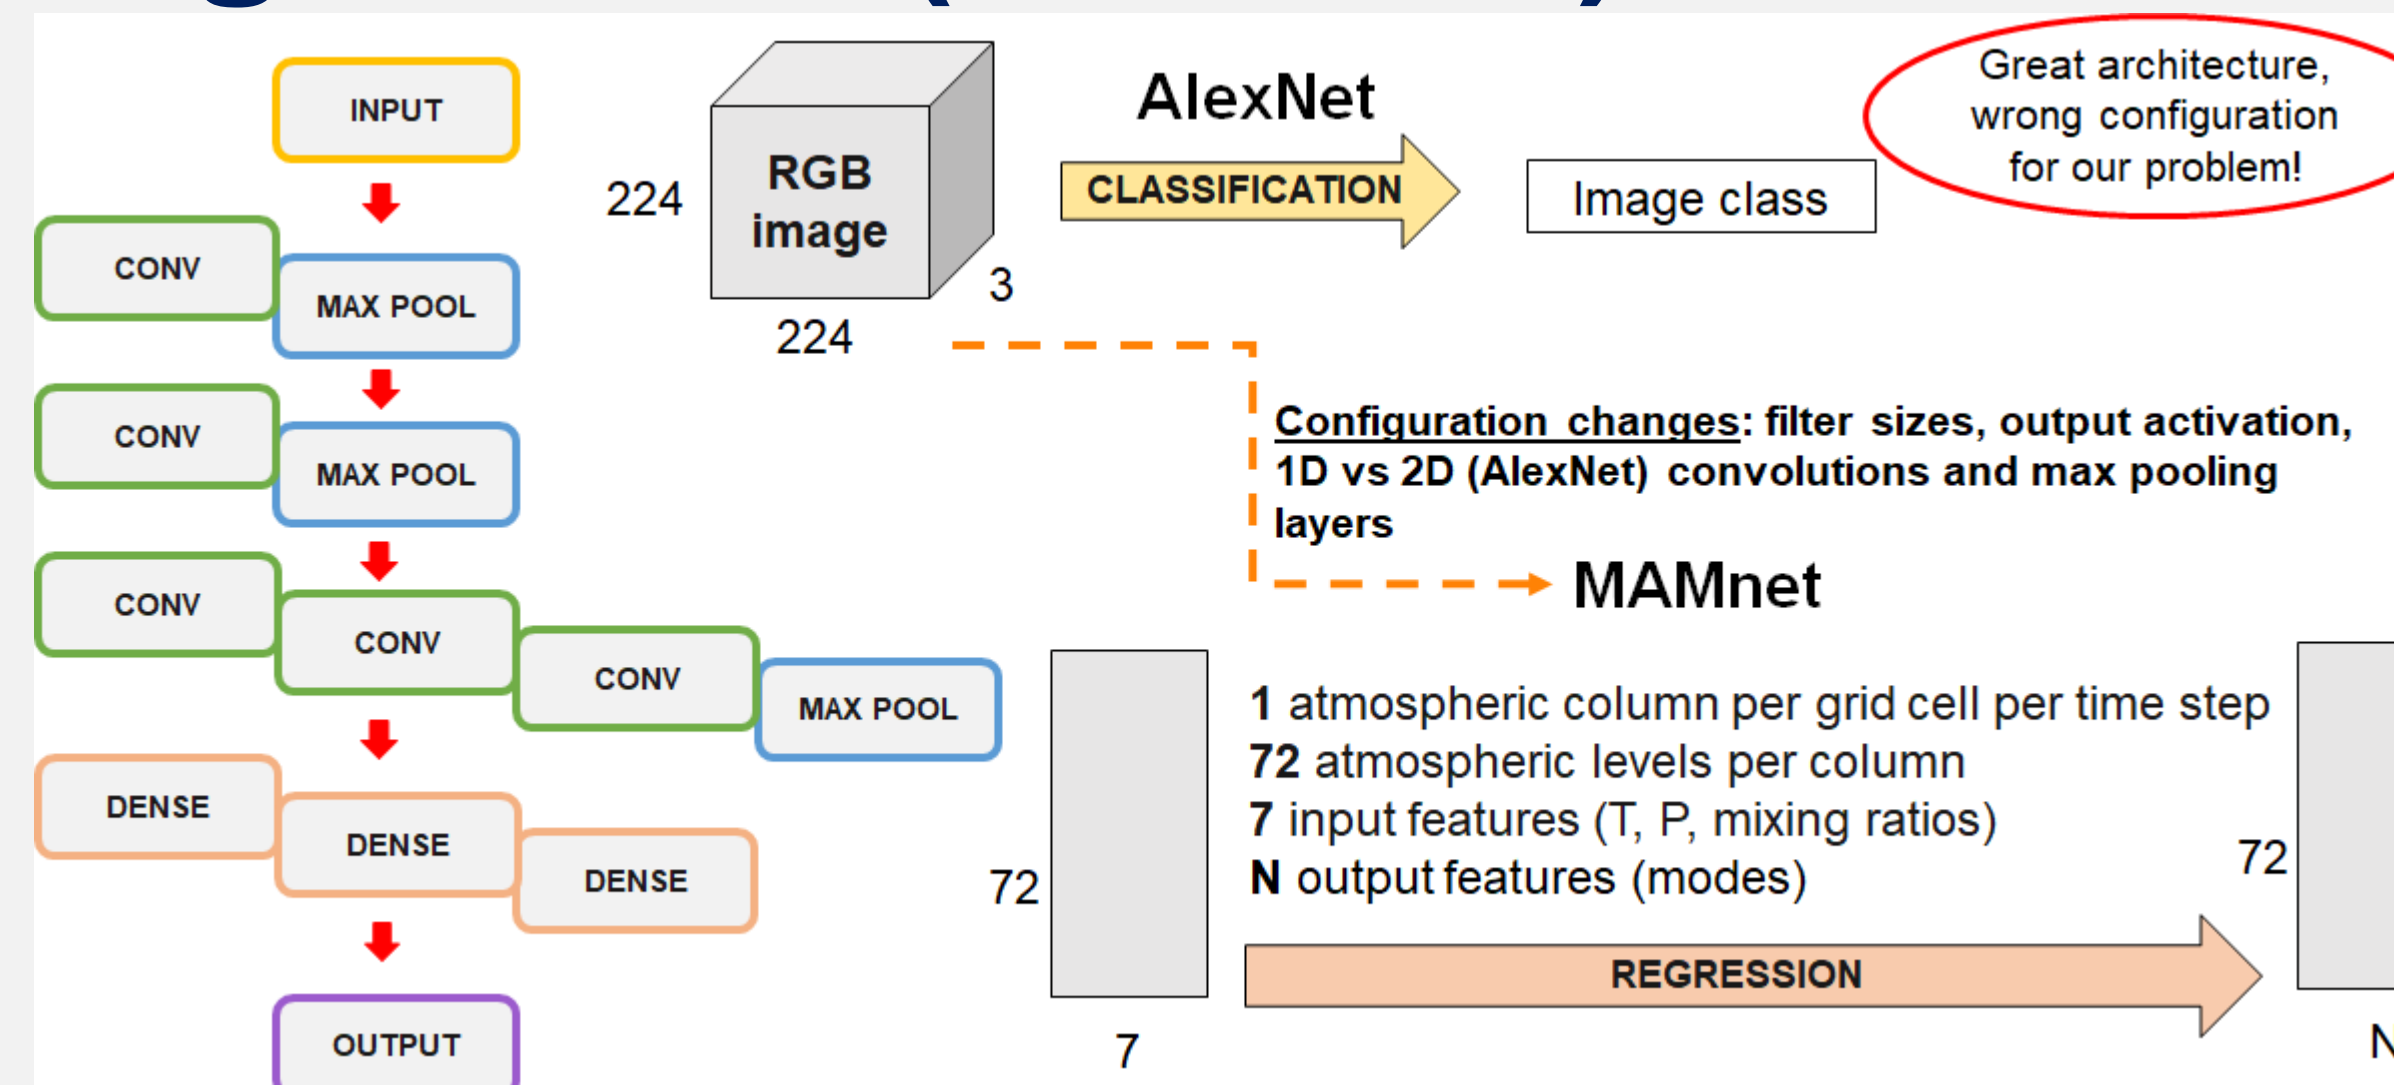 INPUT
CONV
MAX POOL
CONV
MAX POOL
CONV
CONV
CONV
MAX POOL
DENSE
DENSE
DENSE
OUTPUT
224
RGB
image
3
224
AlexNet
CLASSIFICATION
Image class
Great architecture,
wrong configuration
for our problem!
Configuration changes: filter sizes, output activation,
1D vs 2D (AlexNet) convolutions and max pooling
layers
MAMnet
72
7
1 atmospheric column per grid cell per time step
72 atmospheric levels per column
7 input features (T, P, mixing ratios)
N output features (modes)
REGRESSION
72
N